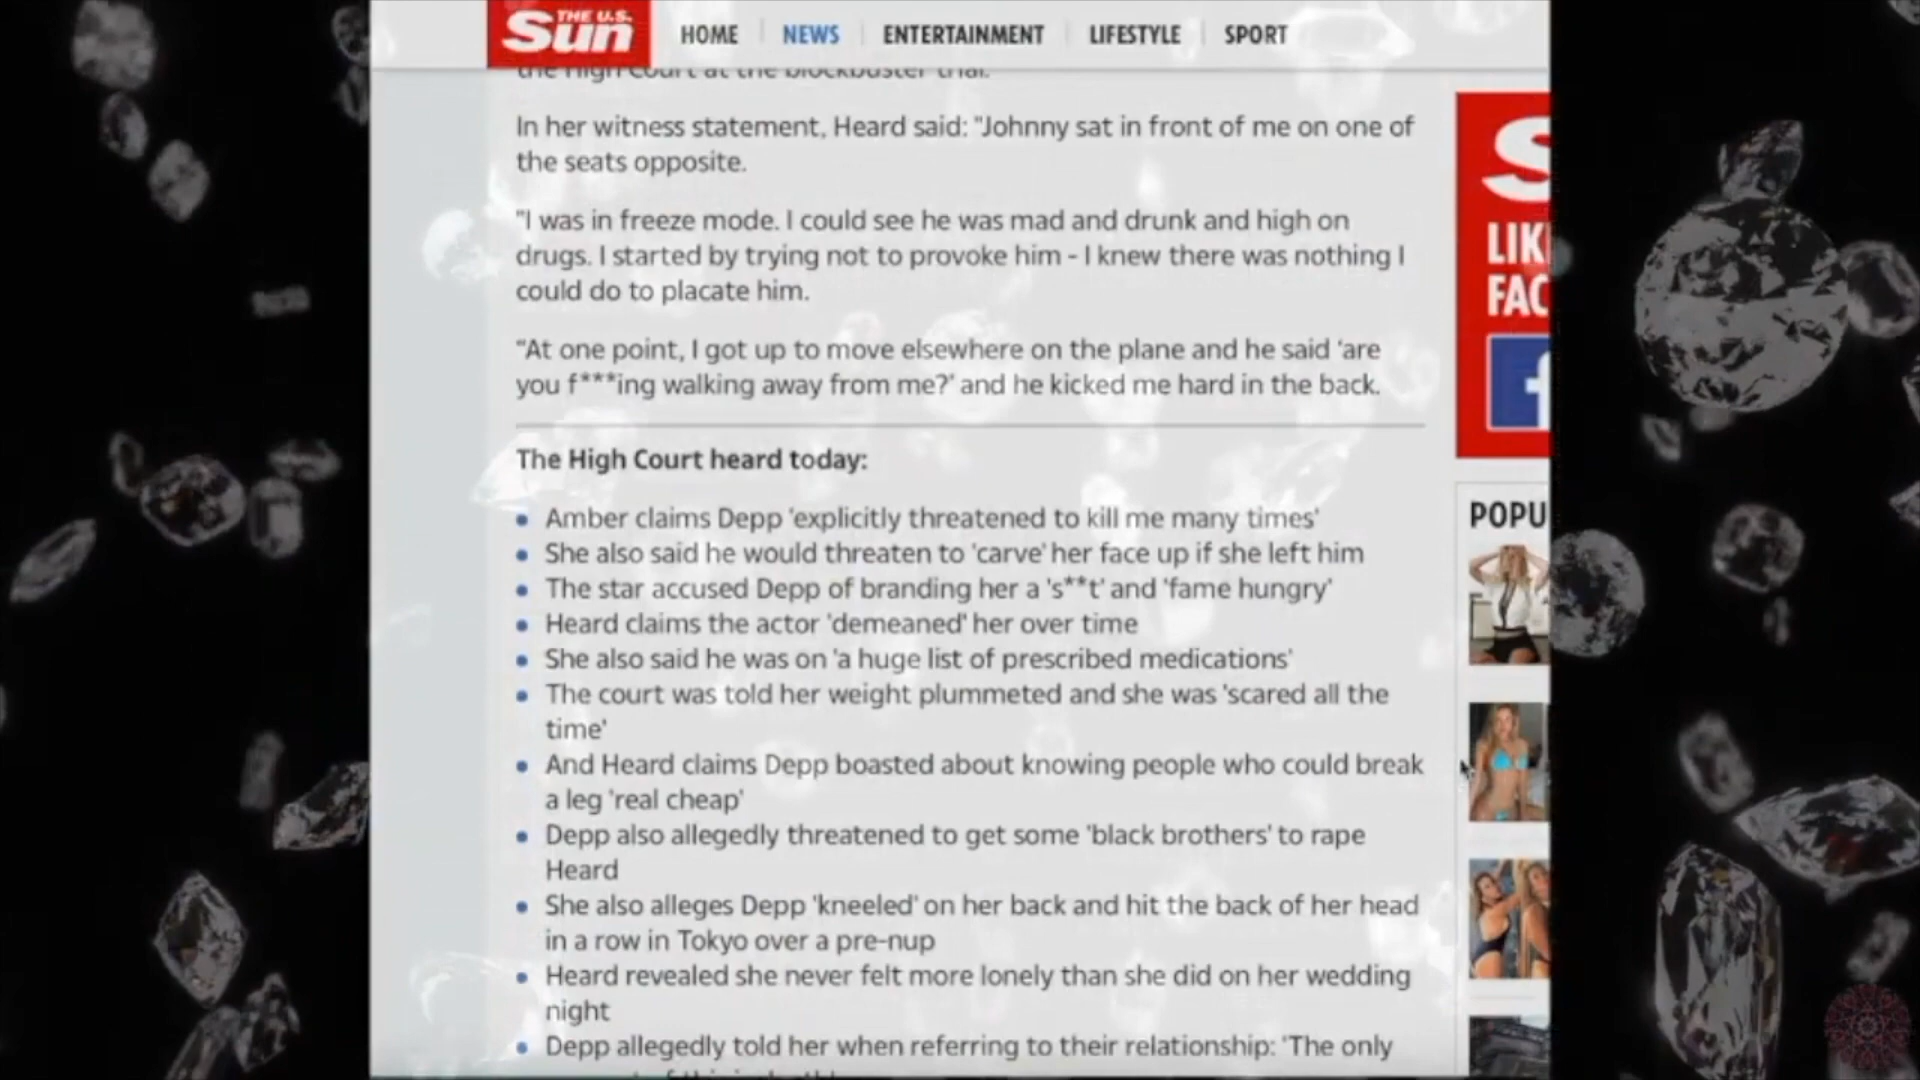 THE U.S.
Sun
HOME
NEWS
ENTERTAINMENT
LIFESTYLE
SPORT
the High Court at the blockbuster trial.
In her witness statement, Heard said: "Johnny sat in front of me on one of
the seats opposite.
"I was in freeze mode. I could see he was mad and drunk and high on
drugs. I started by trying not to provoke him - I knew there was nothing I
could do to placate him.
"At one point, I got up to move elsewhere on the plane and he said 'are
you f***ing walking away from me?' and he kicked me hard in the back.
The High Court heard today:
Amber claims Depp 'explicitly threatened to kill me many times'
She also said he would threaten to 'carve' her face up if she left him
The star accused Depp of branding her a 's**t' and 'fame hungry'
Heard claims the actor 'demeaned' her over time
She also said he was on 'a huge list of prescribed medications'
The court was told her weight plummeted and she was 'scared all the
time'
And Heard claims Depp boasted about knowing people who could break
a leg 'real cheap'
Depp also allegedly threatened to get some 'black brothers' to rape
Heard
She also alleges Depp 'kneeled' on her back and hit the back of her head
in a row in Tokyo over a pre-nup
Heard revealed she never felt more lonely than she did on her wedding
night
Depp allegedly told her when referring to their relationship: 'The only
S
LIK
FAC
f
POPU